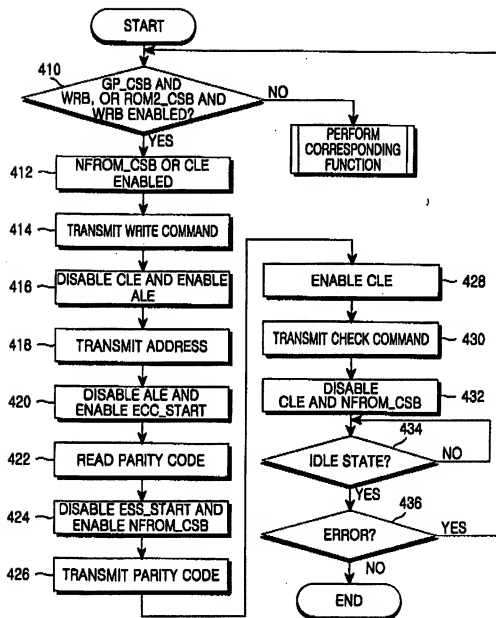 START
410
GP_CSB AND
WRB, OR ROM2_CSB AND
WRB ENABLED?
NO
PERFORM
CORRESPONDING
FUNCTION
YES
412
NFROM_CSB OR CLE
ENABLED
414
TRANSMIT WRITE COMMAND
416
DISABLE CLE AND ENABLE
ALE
418
TRANSMIT ADDRESS
420
DISABLE ALE AND
ENABLE ECC_START
422
READ PARITY CODE
424
DISABLE ESS_START AND
ENABLE NFROM_CSB
426
TRANSMIT PARITY CODE
ENABLE CLE
428
TRANSMIT CHECK COMMAND
430
DISABLE
CLE AND NFROM_CSB
432
434
IDLE STATE?
NO
YES
436
ERROR?
YES
NO
END